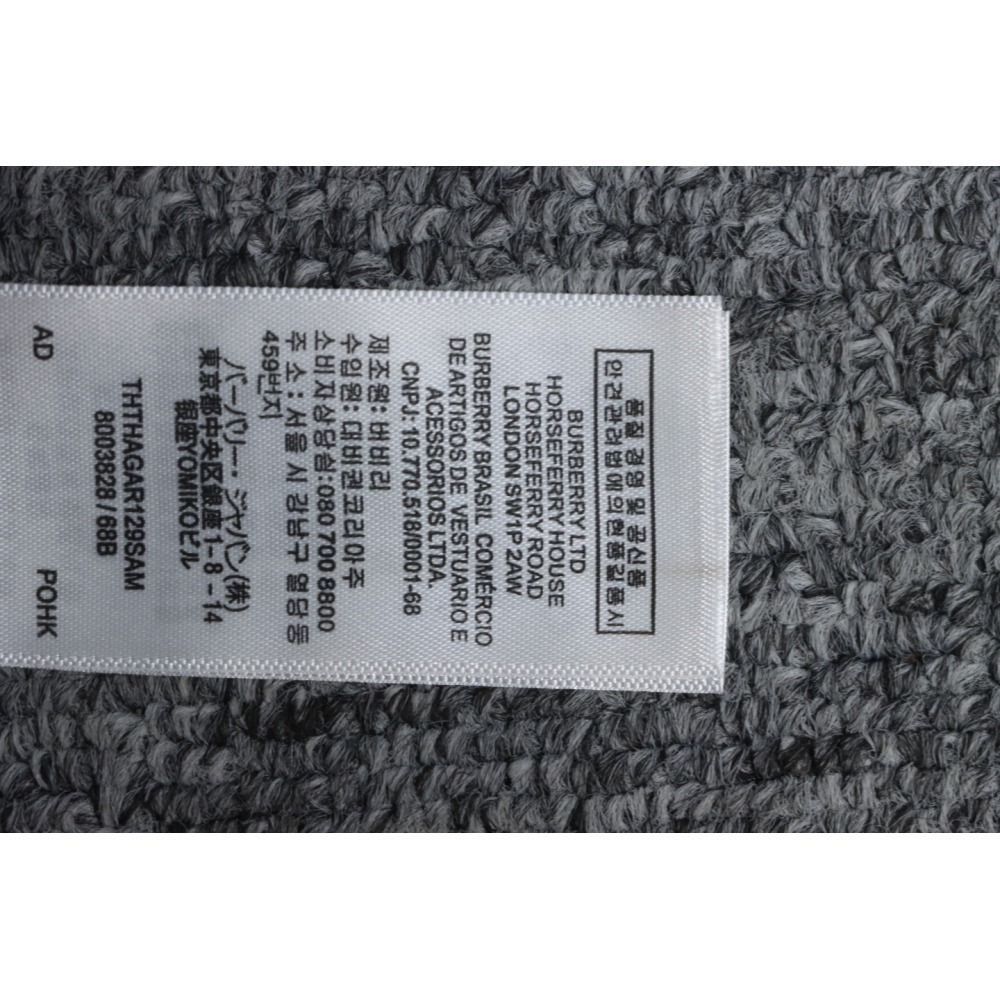 품질 경영 및 공산품
안전관리법에의한품질표시
BURBERRY LTD
HORSEFERRY HOUSE
HORSEFERRY ROAD
LONDON SW1P 2AW
BURBERRY BRASIL COMÉRCIO
DE ARTIGOS DE VESTUARIO E
ACESSORIOS LTDA.
CNPJ: 10.770.518/0001-68
제조원: 버버리
수입원: 버버리코리아주
소비자상담실:080 700 8800
주 소 : 서울 시 강남구
459번지
バーバリー・ジャパン(株)
東京都中央区銀座1-8-14
銀座YOMIKOビル
THTHAGAR129SAM
8003828 / 68B
AD POHK